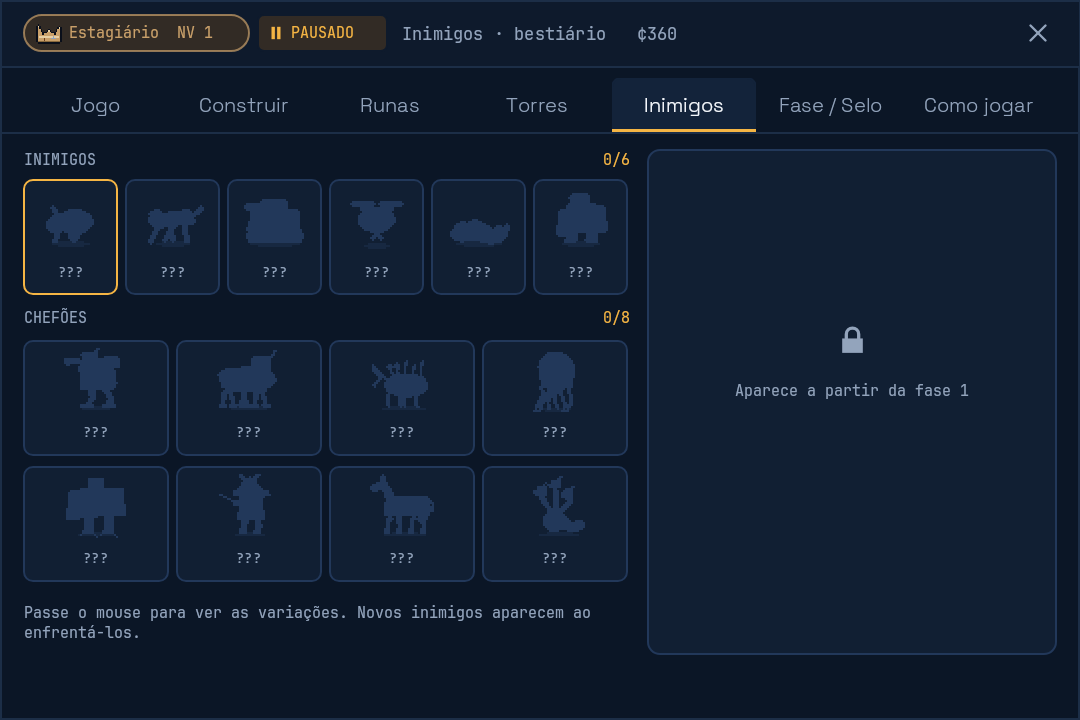 Estagiário NV 1 PAUSADO Inimigos · bestiário ₵360
Jogo Construir Runas Torres Inimigos Fase / Selo Como jogar
INIMIGOS 0/6
??? ??? ??? ??? ??? ???
CHEFÕES 0/8
??? ??? ??? ???
??? ??? ??? ???
Passe o mouse para ver as variações. Novos inimigos aparecem ao
enfrentá-los.
Aparece a partir da fase 1